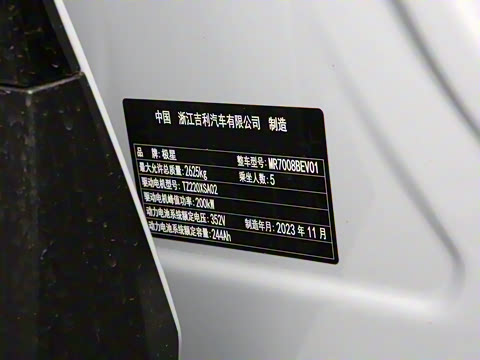 中国 浙江吉利汽车有限公司 制造
品 牌:极星 整车型号:MR7008BEV01
最大允许总质量:2625kg 乘坐人数:5
驱动电机型号:TZ220XSA02
驱动电机峰值功率:200kW
动力电池系统额定电压:352V 制造年月:2023 年 11 月
动力电池系统额定容量:244Ah